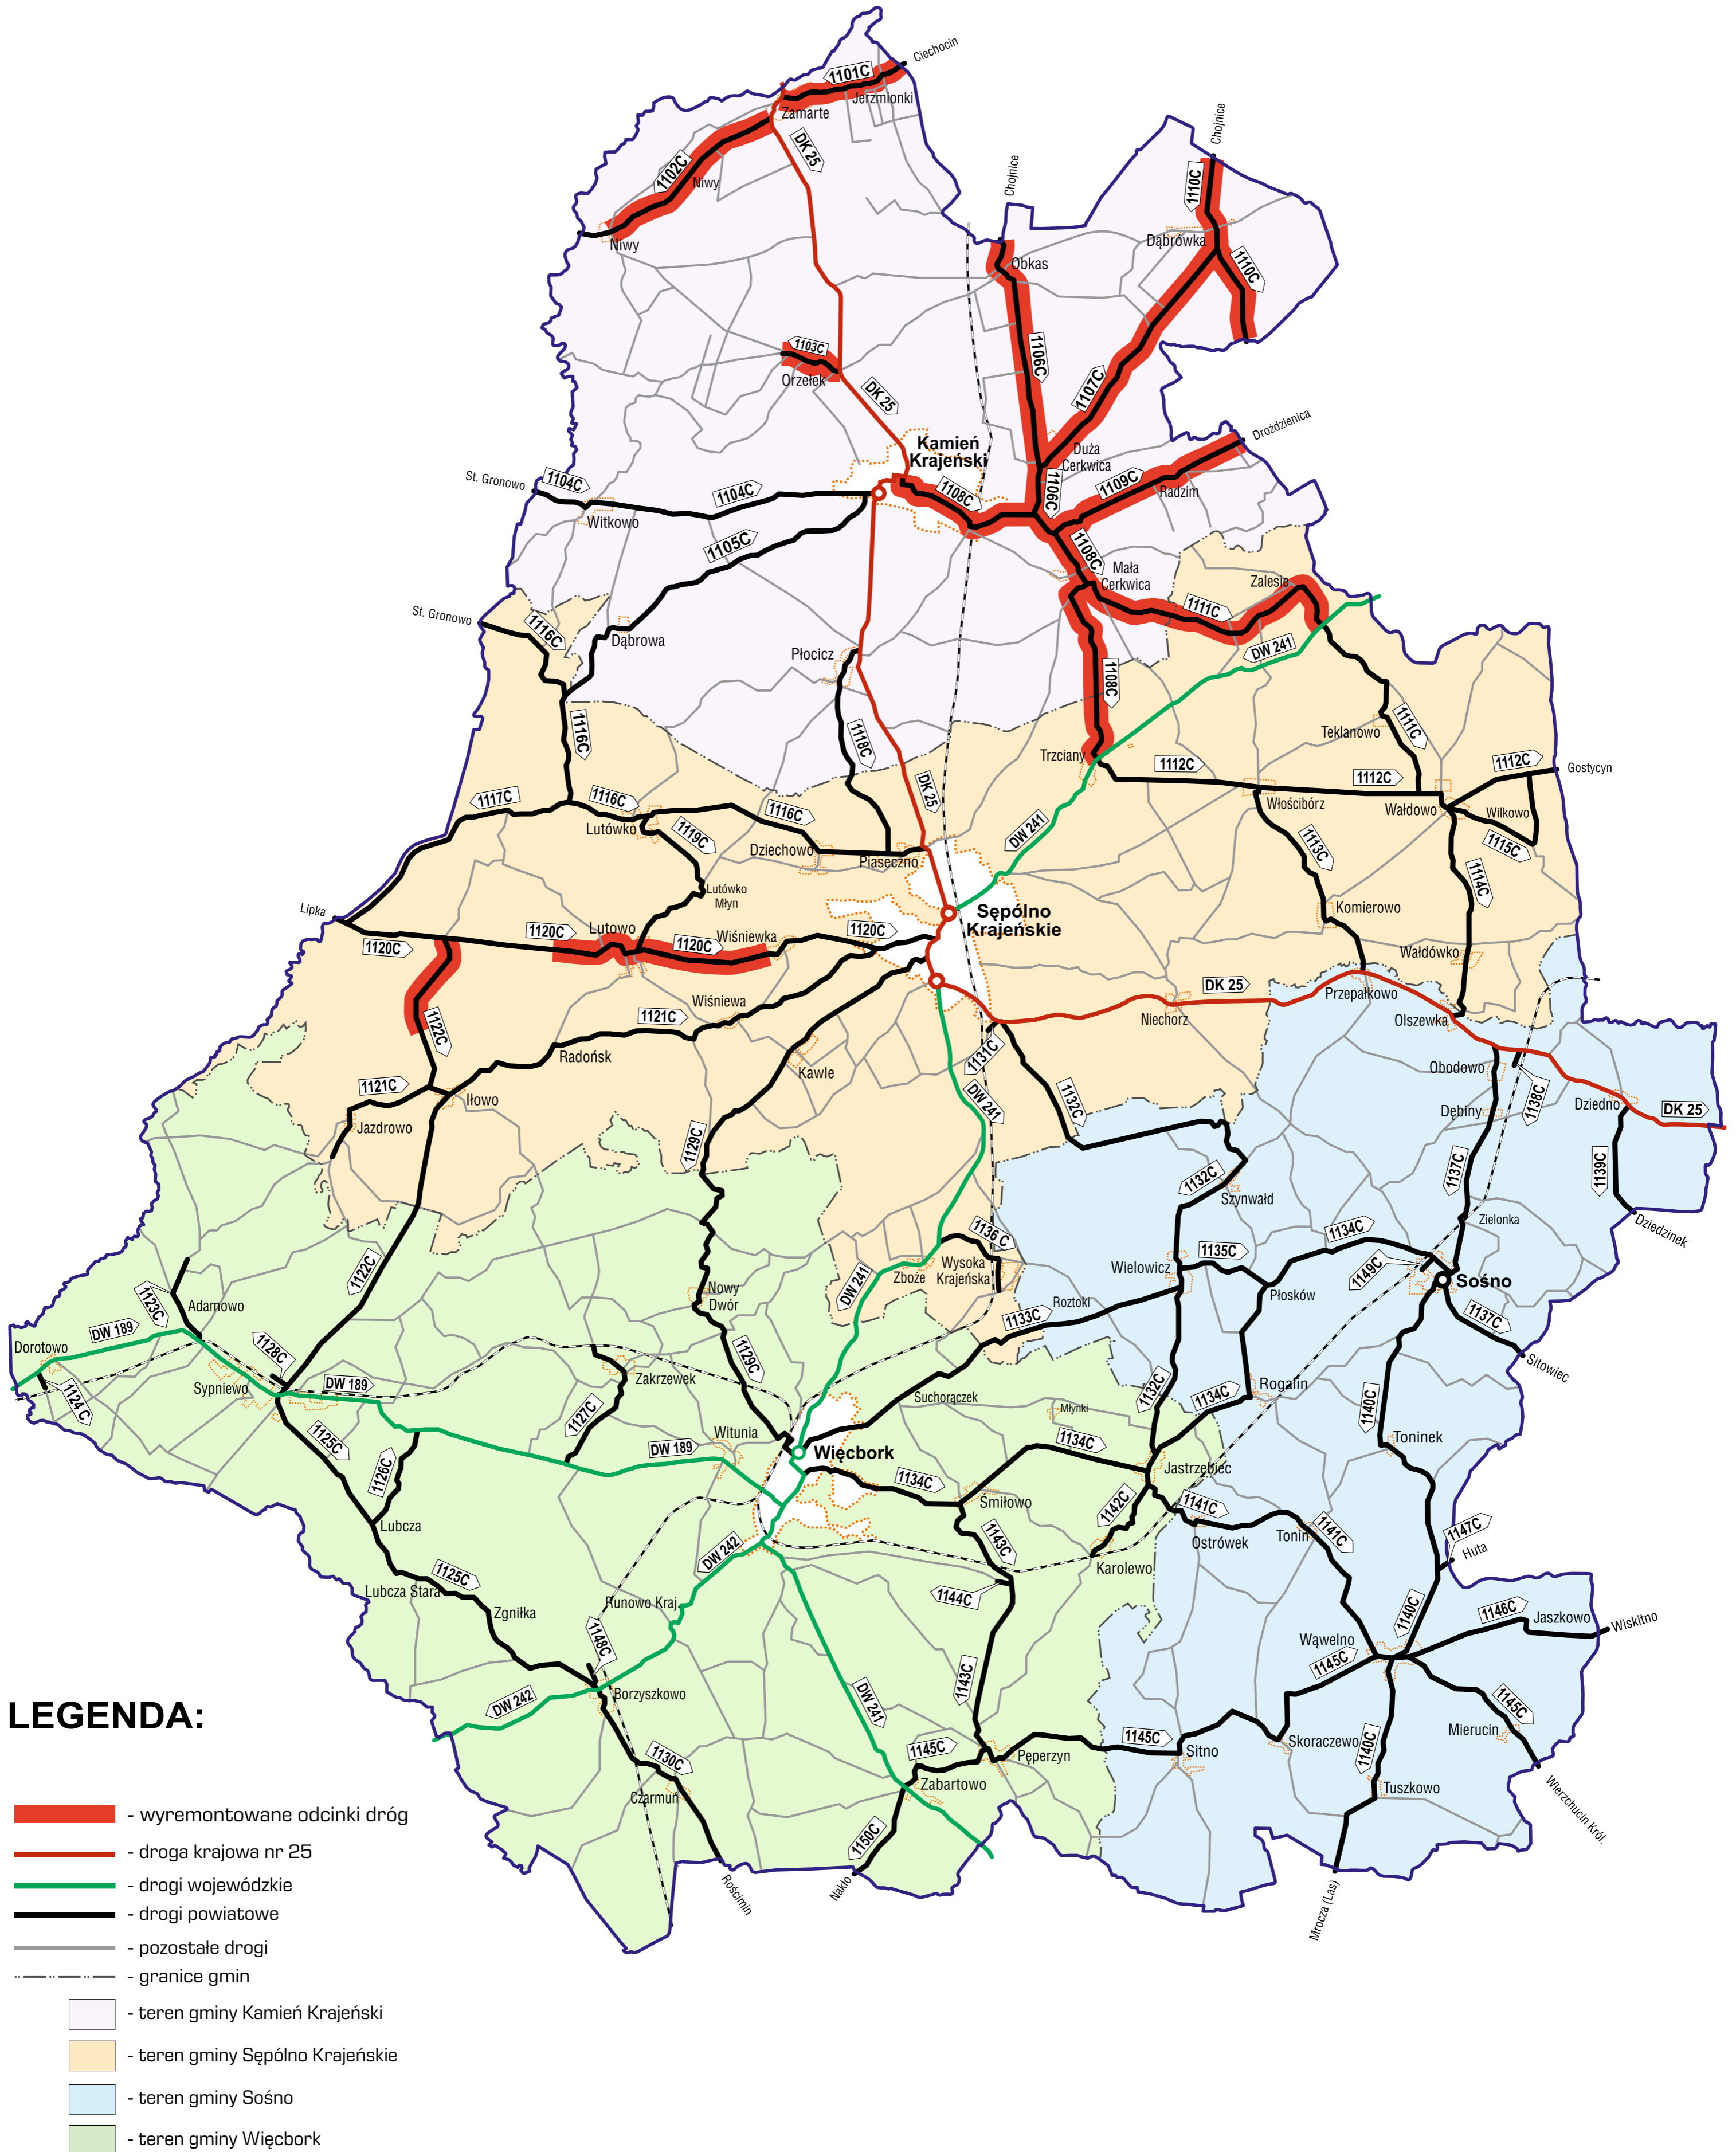 Ciechocin
1101C
Jerzmionki
Zamarte
DK 25
1102C
Niwy
Niwy
Chojnice
Chojnice
1110C
Dąbrówka
1110C
Obkas
1106C
1107C
1103C
Orzełek
DK 25
Kamień
Krajeński
Duża
Cerkwica
Drożdzienica
St. Gronowo
1104C
1104C
Witkowo
1108C
1106C
1109C
Radzim
1105C
1108C
Mała
Cerkwica
Zalesie
1111C
St. Gronowo
1116C
Dąbrowa
Płocicz
DW 241
1108C
1116C
1118C
Teklanowo
1111C
Trzciany
1112C
1112C
1112C
Gostycyn
DK 25
1117C
1116C
1116C
Włościbórz
Wałdowo
Wilkowo
Lutówko
1119C
Dziechowo
Piaseczno
DW 241
1113C
1115C
1114C
Lutówko
Młyn
Lipka
Sępólno
Krajeńskie
Komierowo
1120C
1120C
Lutowo
1120C
Wiśniewka
1120C
Wałdówko
DK 25
Przepałkowo
Wiśniewa
1121C
Niechorz
Olszewka
1122C
Radońsk
1131C
Kawle
Obodowo
1138C
1121C
Iłowo
DW 241
1132C
Dębiny
Dziedno
DK 25
Jazdrowo
1129C
1137C
1139C
1132C
Szynwałd
Zielonka
Dziedzinek
1136 C
1134C
1122C
Zboże
Wysoka
Krajeńska
Wielowicz
1135C
1149C
Sośno
1123C
Adamowo
Nowy
Dwór
DW 241
Roztoki
1133C
Płosków
1137C
Dorotowo
DW 189
1128C
1129C
Sitowiec
Sypniewo
DW 189
Zakrzewek
1124 C
Suchorączek
1132C
1134C
Rogalin
1127C
Młynki
1140C
1125C
Witunia
DW 189
Więcbork
1134C
Toninek
1126C
1134C
Jastrzębiec
Śmiłowo
1142C
1141C
Lubcza
1143C
Ostrówek
Tonin
1141C
1147C
Huta
DW 242
Karolewo
1125C
Lubcza Stara
1144C
Zgniłka
Runowo Kraj.
1140C
1146C
Jaszkowo
Wiskitno
1148C
Wąwelno
1145C
1143C
Borzyszkowo
DW 242
DW 241
1145C
LEGENDA:
Mierucin
1145C
1145C
Pęperzyn
Sitno
Skoraczewo
1140C
1130C
Zabartowo
Tuszkowo
Czarmuń
Wierzchucin Król.
1150C
Rościmin
Nakło
Mrocza (Las)
- wyremontowane odcinki dróg
- droga krajowa nr 25
- drogi wojewódzkie
- drogi powiatowe
- pozostałe drogi
- granice gmin
- teren gminy Kamień Krajeński
- teren gminy Sępólno Krajeńskie
- teren gminy Sośno
- teren gminy Więcbork